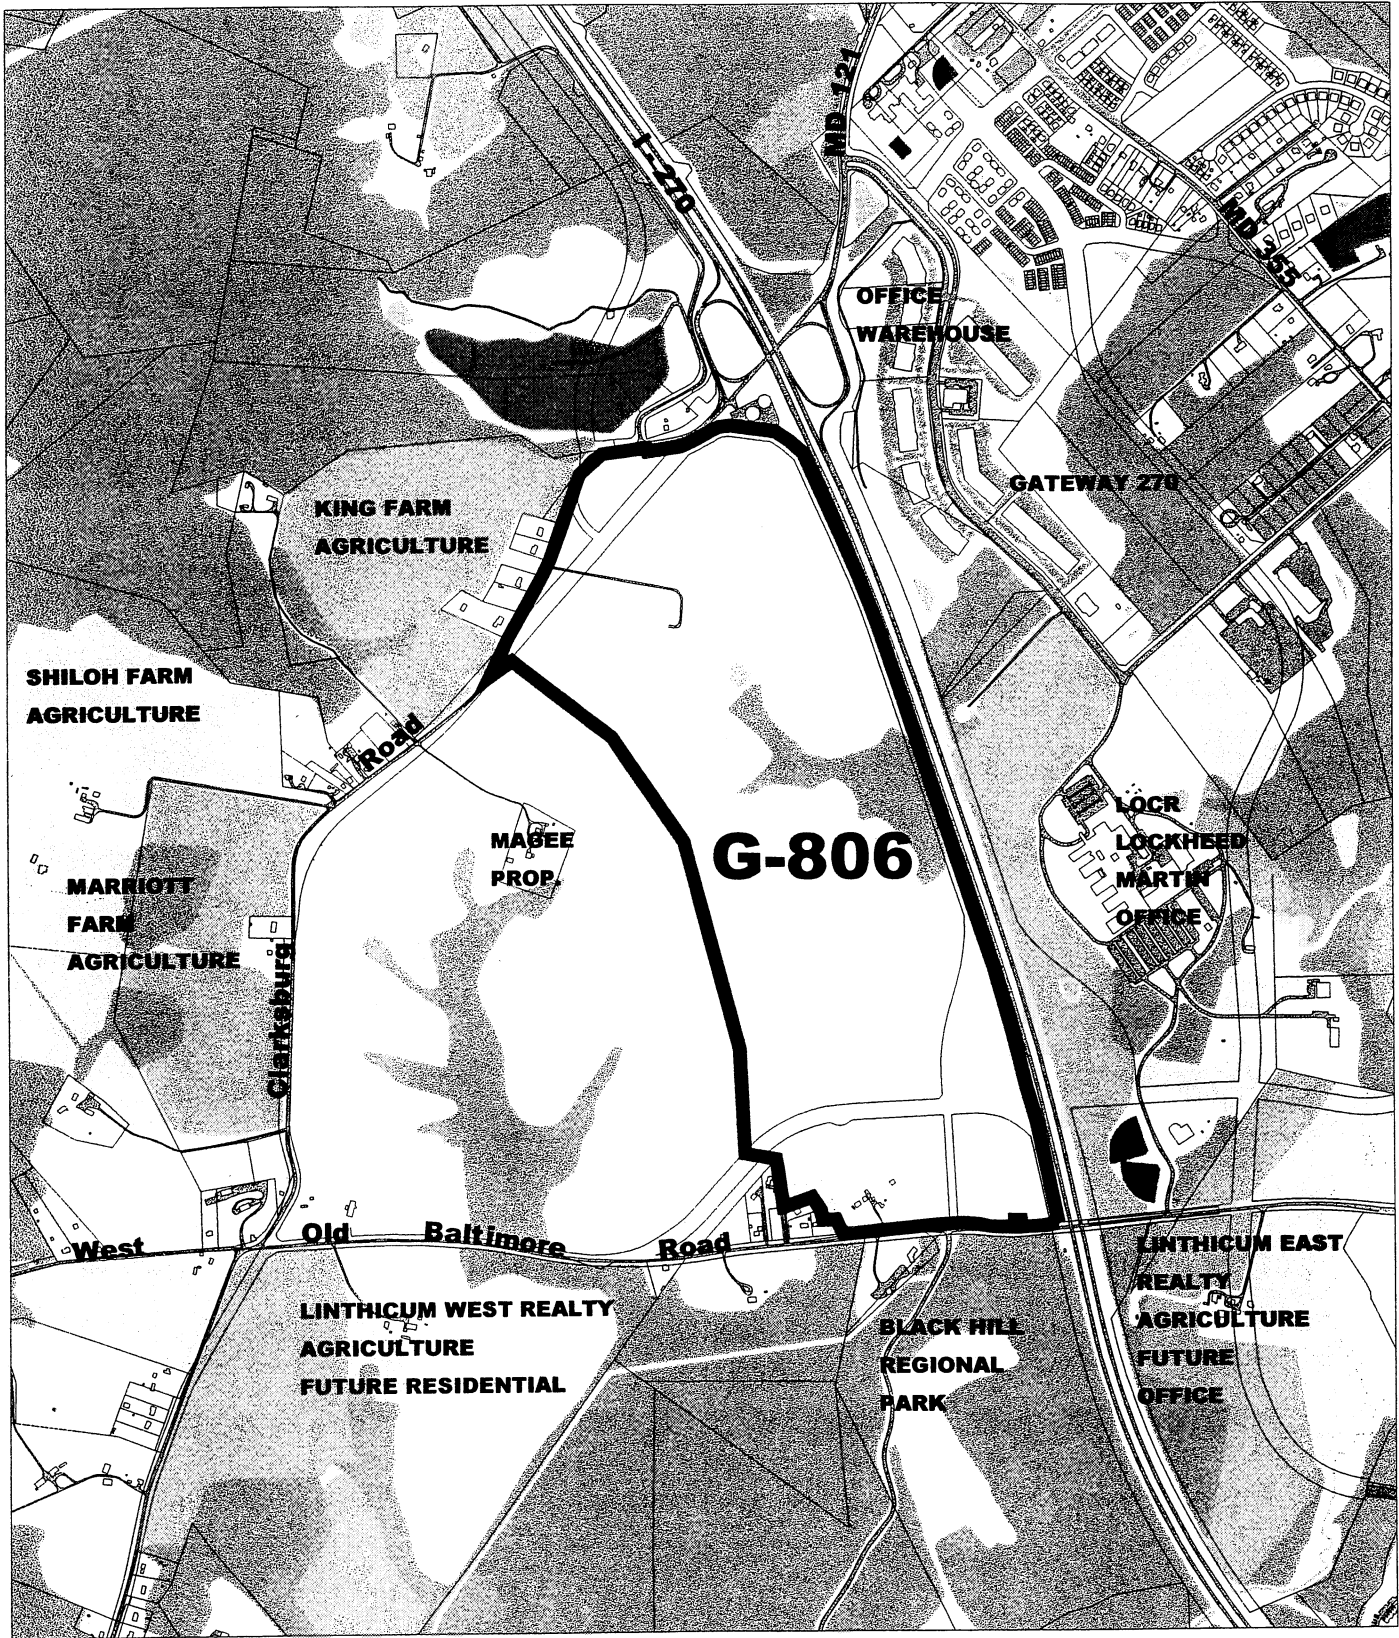 I-270
MD 121
MD 355
OFFICE
WAREHOUSE
GATEWAY 270
KING FARM
AGRICULTURE
SHILOH FARM
AGRICULTURE
Road
MAGEE
PROP.
G-806
LOCR
LOCKHEED
MARTIN
OFFICE
MARRIOTT
FARM
AGRICULTURE
Clarksburg
West Old Baltimore Road
LINTHICUM EAST
REALTY
AGRICULTURE
FUTURE
OFFICE
LINTHICUM WEST REALTY
AGRICULTURE
FUTURE RESIDENTIAL
BLACK HILL
REGIONAL
PARK